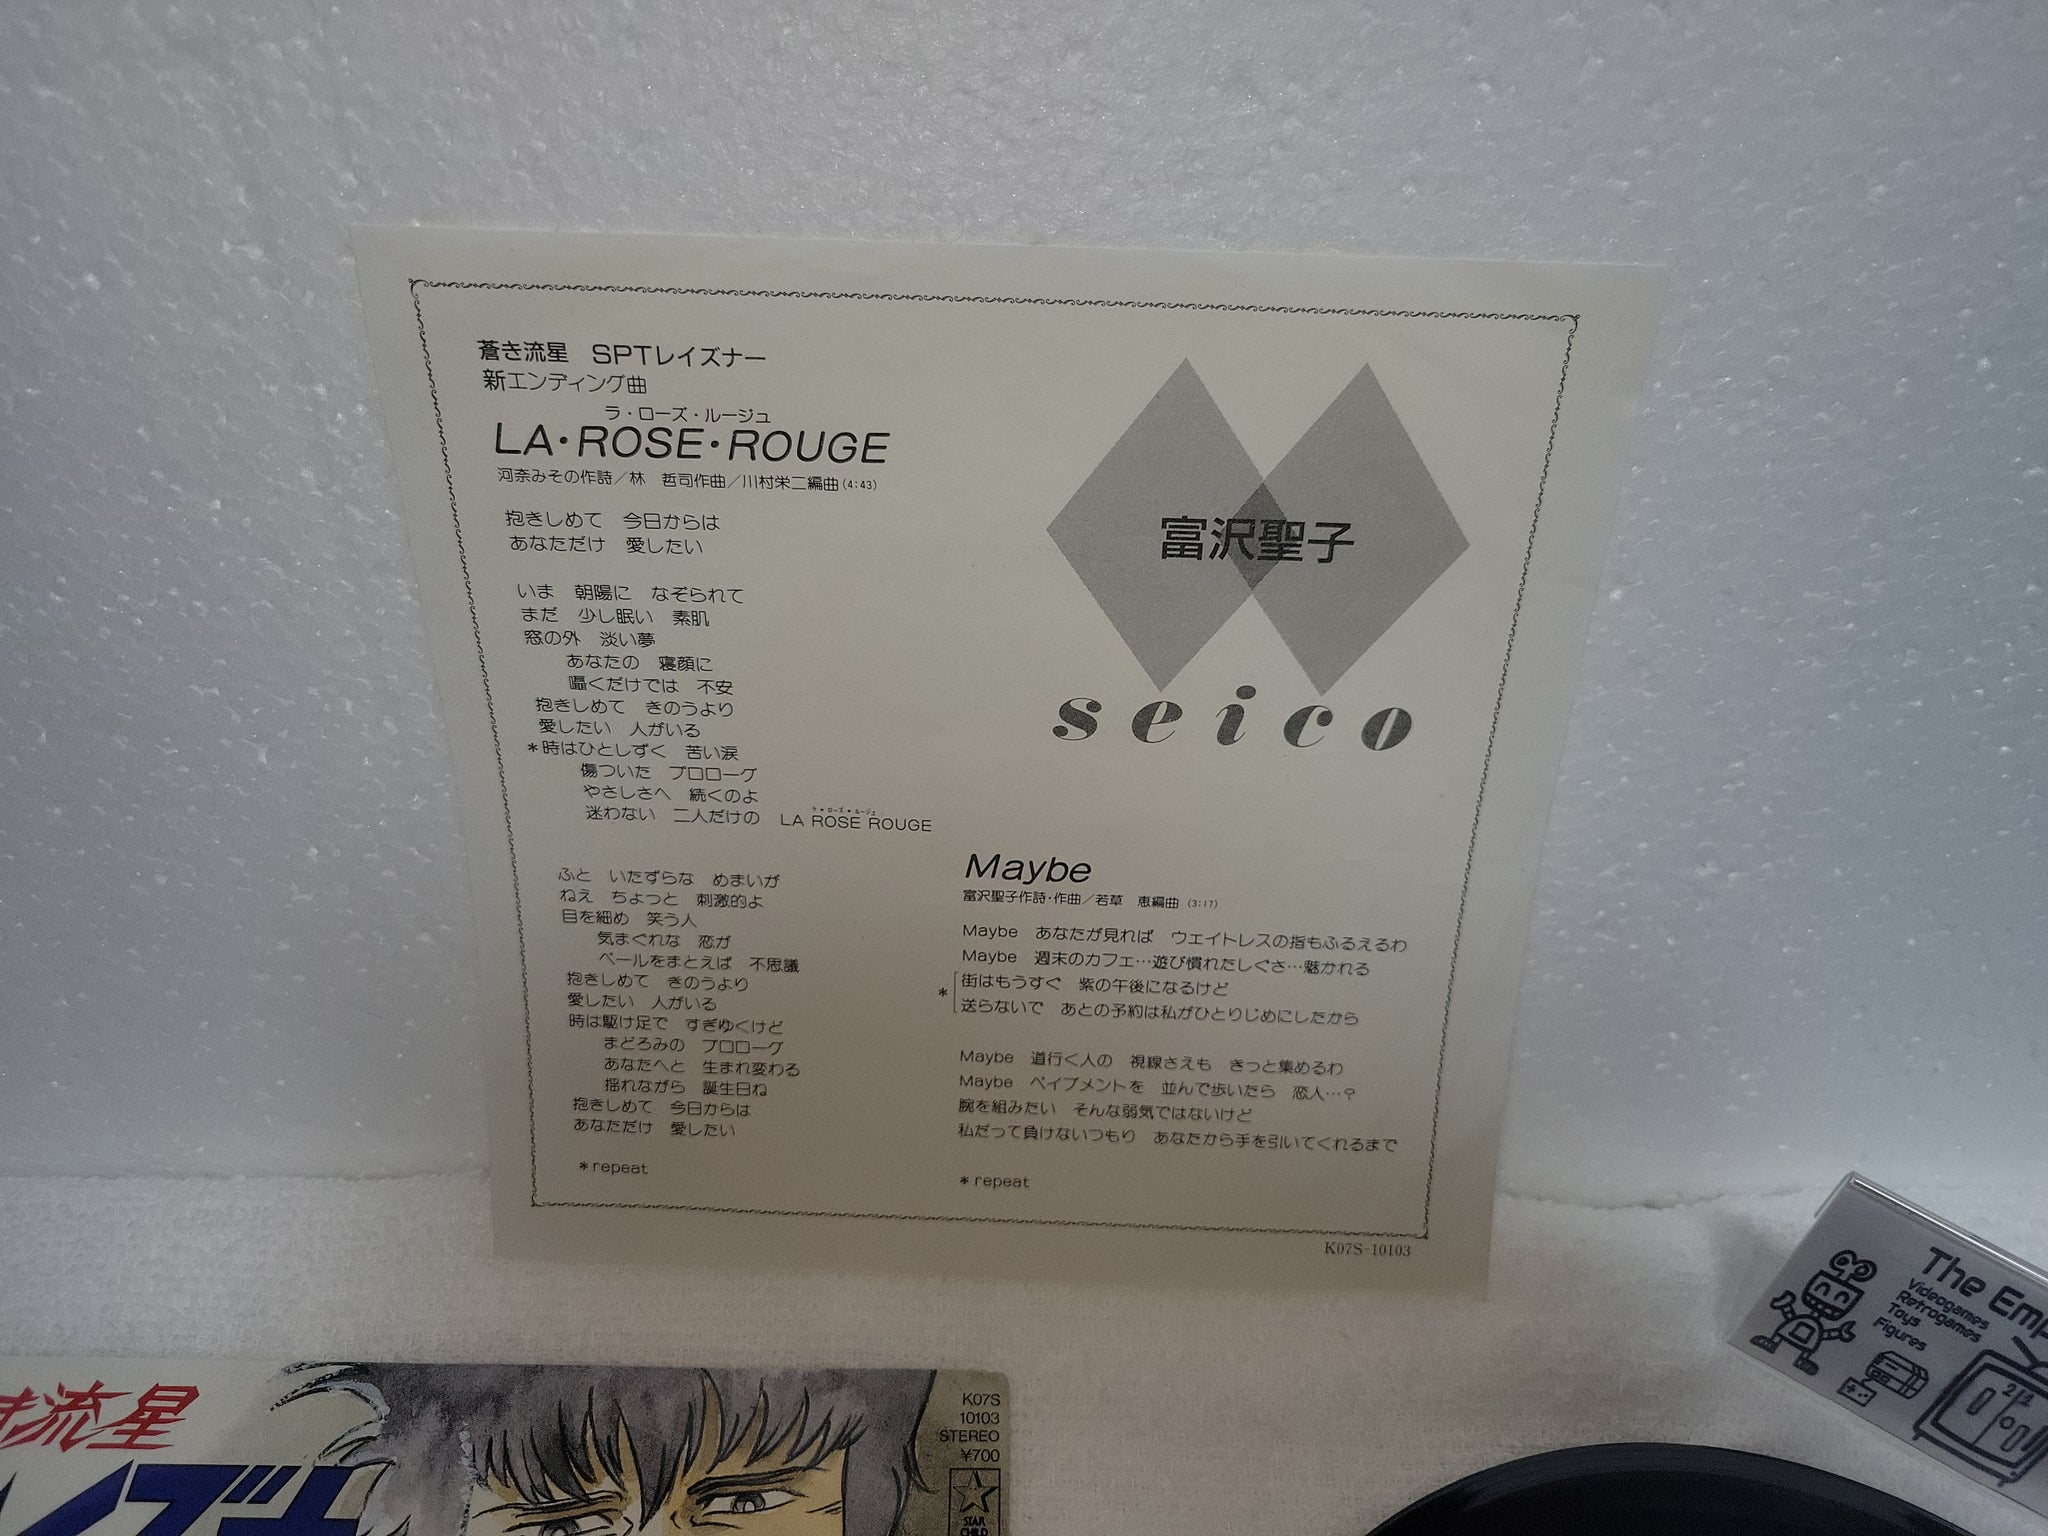 蒼き流星　SPTレイズナー
新エンディング曲
ラ・ローズ・ルージュ
LA・ROSE・ROUGE
河奈みその作詩／林　哲司作曲／川村栄二編曲(4:43)
抱きしめて　今日からは
あなただけ　愛したい
いま　朝陽に　なぞられて
まだ　少し眠い　素肌
窓の外　淡い夢
あなたの　寝顔に
囁くだけでは　不安
抱きしめて　きのうより
愛したい　人がいる
*時はひとしずく　苦い涙
傷ついた　プロローグ
やさしさへ　続くのよ
ラ・ローズ・ルージュ
迷わない　二人だけの　LA ROSE ROUGE
ふと　いたずらな　めまいが
ねえ　ちょっと　刺激的よ
目を細め　笑う人
気まぐれな　恋が
ベールをまとえば　不思議
抱きしめて　きのうより
愛したい　人がいる
時は駆け足で　すぎゆくけど
まどろみの　プロローグ
あなたへと　生まれ変わる
揺れながら　誕生日ね
抱きしめて　今日からは
あなただけ　愛したい
*repeat
富沢聖子
seico
Maybe
富沢聖子作詩・作曲／若草　恵編曲 (3:17)
Maybe　あなたが見れば　ウエイトレスの指もふるえるわ
Maybe　週末のカフェ…遊び慣れたしぐさ…魅かれる
*
街はもうすぐ　紫の午後になるけど
送らないで　あとの予約は私がひとりじめにしたから
Maybe　道行く人の　視線さえも　きっと集めるわ
Maybe　ペイブメントを　並んで歩いたら　恋人…？
腕を組みたい　そんな弱気ではないけど
私だって負けないつもり　あなたから手を引いてくれるまで
*repeat
K07S-10103
流星
K07S
10103
STEREO
¥700
STAR
CHILD
The
Videogames
Retrogames
Toys
Figures